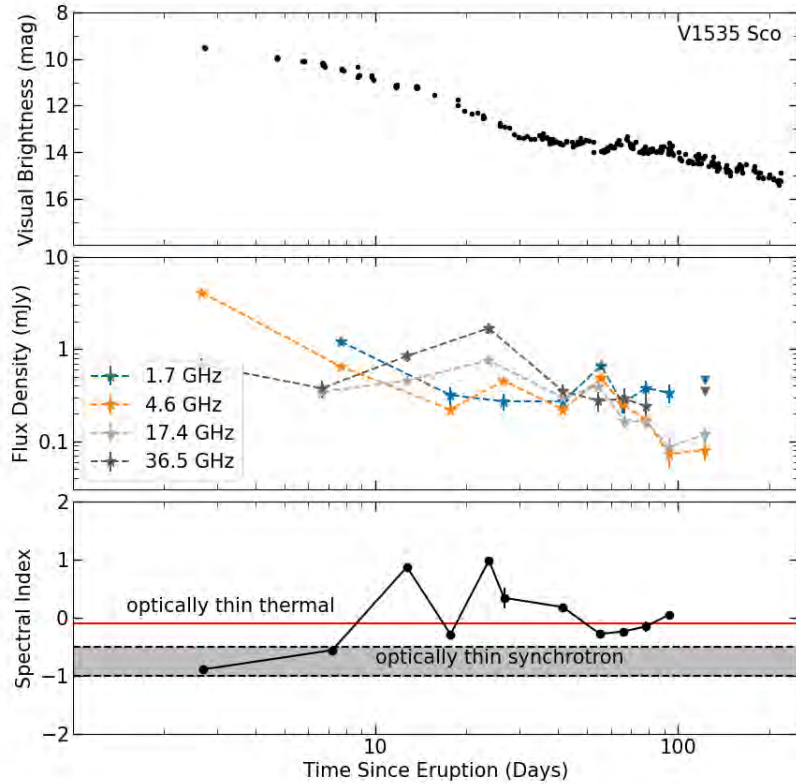 V1535 Sco
8
10
12
14
16
Visual Brightness (mag)
10
1
0.1
Flux Density (mJy)
1.7 GHz
4.6 GHz
17.4 GHz
36.5 GHz
2
1
0
−1
−2
Spectral Index
optically thin thermal
optically thin synchrotron
10
100
Time Since Eruption (Days)